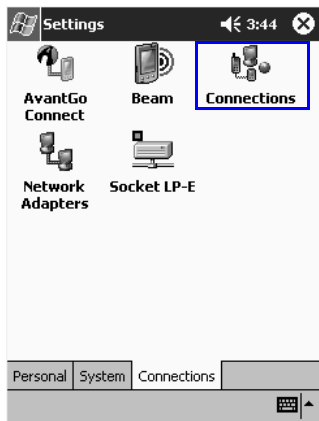 Settings 3:44
AvantGo Connect
Beam
Connections
Network Adapters
Socket LP-E
Personal System Connections